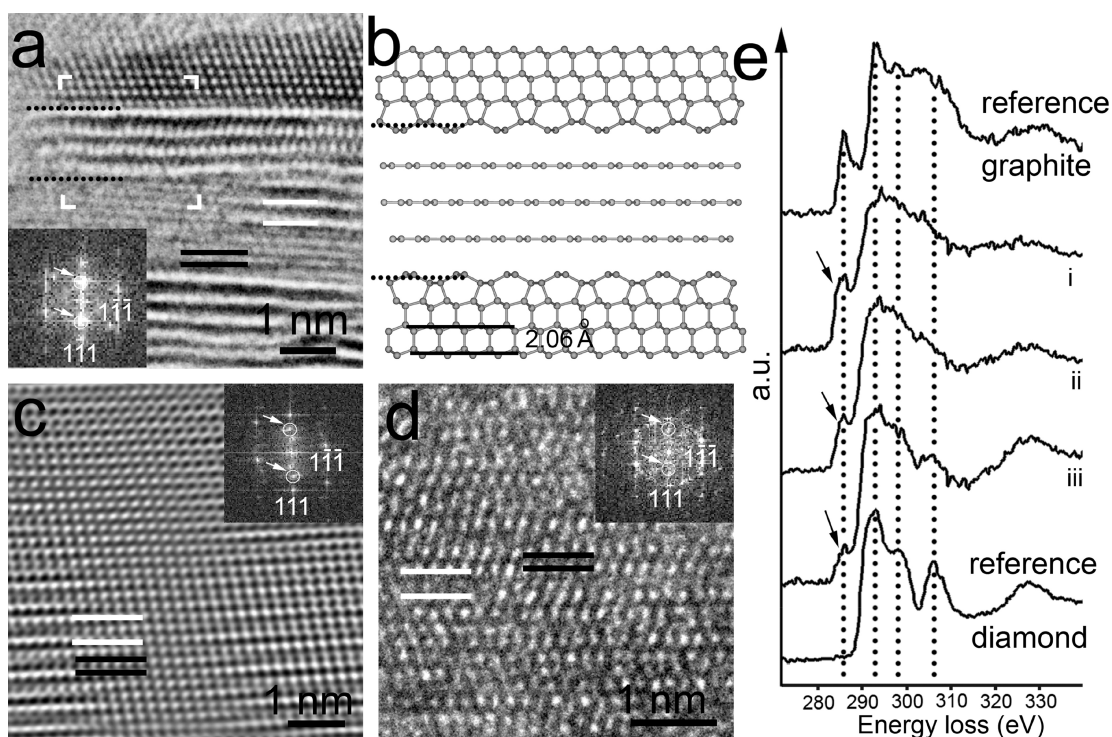 a
1 nm
11̄1̄
111
b
2.06 Å
c
11̄1̄
111
1 nm
d
11̄1̄
111
1 nm
e
reference
graphite
i
ii
iii
reference
diamond
a.u.
280 290 300 310 320 330
Energy loss (eV)